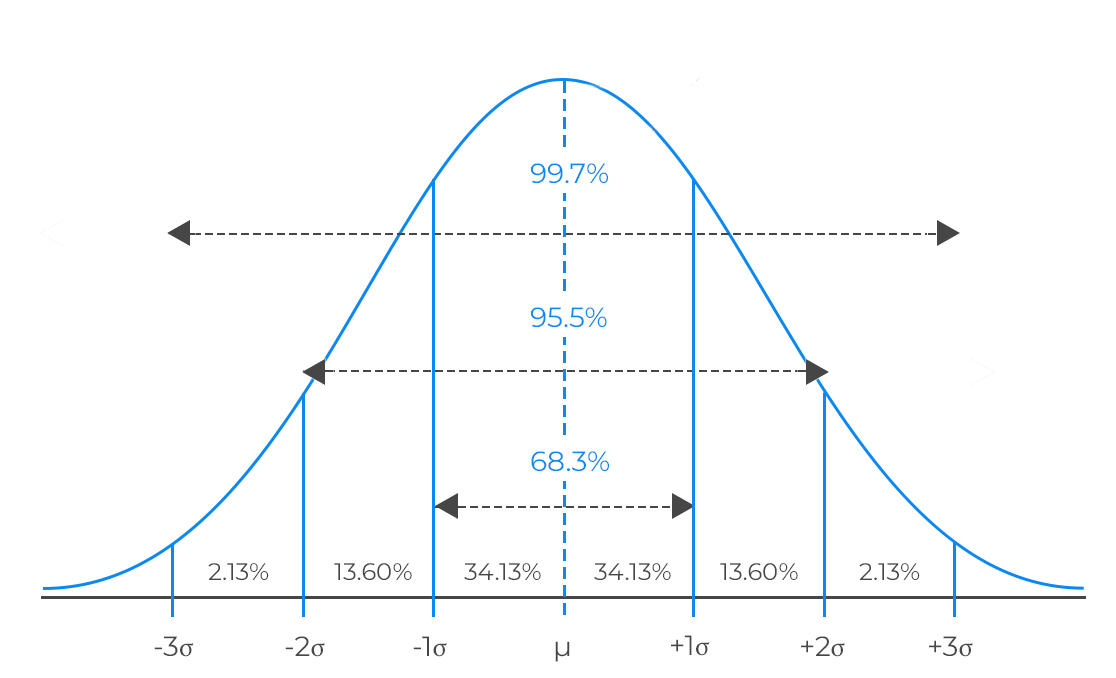 99.7%
95.5%
68.3%
2.13% 13.60% 34.13% 34.13% 13.60% 2.13%
-3σ -2σ -1σ μ +1σ +2σ +3σ